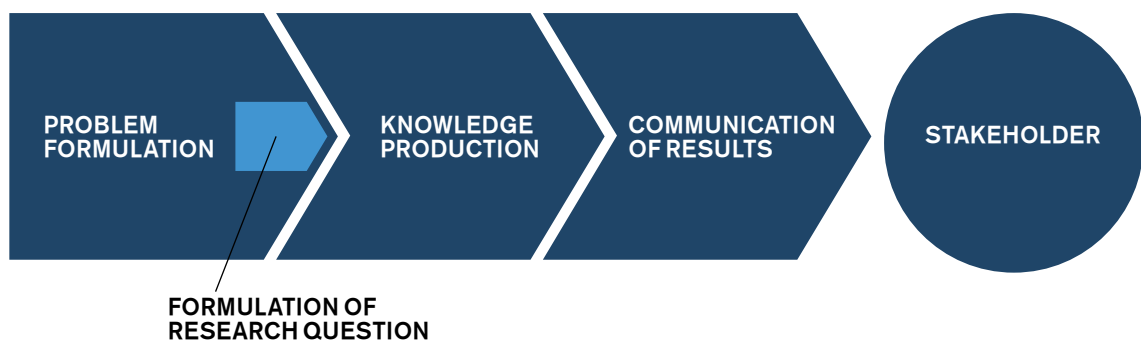 PROBLEM
FORMULATION
KNOWLEDGE
PRODUCTION
COMMUNICATION
OF RESULTS
STAKEHOLDER
FORMULATION OF
RESEARCH QUESTION